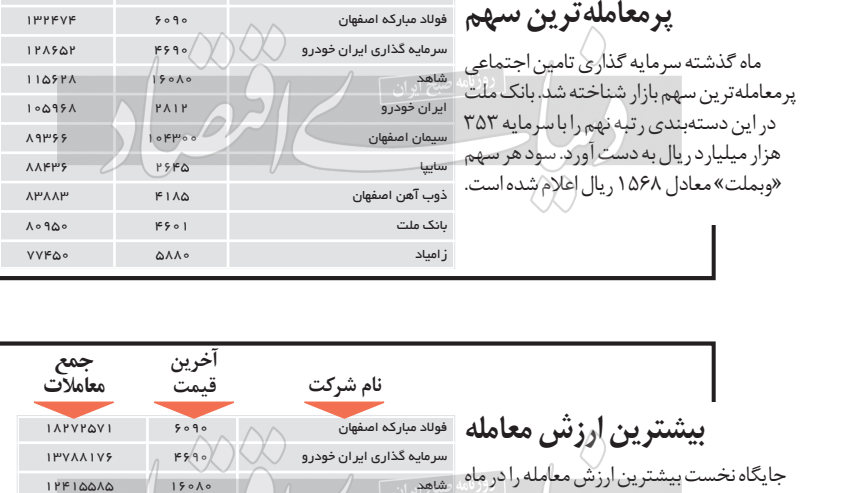 پرمعامله‌ترین سهم
ماه گذشته سرمایه گذاری تامین اجتماعی
پرمعامله‌ترین سهم بازار شناخته شد. بانک ملت
در این دسته‌بندی رتبه نهم را با سرمایه ۳۵۳
هزار میلیارد ریال به دست آورد. سود هر سهم
«وبملت» معادل ۱۵۶۸ ریال اعلام شده است.
فولاد مبارکه اصفهان ۶۰۹۰ ۱۳۲۴۷۴
سرمایه گذاری ایران خودرو ۴۶۹۰ ۱۲۸۶۵۲
شاهد ۱۶۰۸۰ ۱۱۵۶۲۸
ایران خودرو ۲۸۱۲ ۱۰۵۹۶۸
سیمان اصفهان ۱۰۴۳۰۰ ۸۹۳۶۶
سایپا ۲۶۴۵ ۸۸۴۳۶
ذوب آهن اصفهان ۴۱۸۵ ۸۳۸۸۳
بانک ملت ۴۶۰۱ ۸۰۹۵۰
زامیاد ۵۸۸۰ ۷۷۴۵۰
روزنامه صبح ایران
دنیای اقتصاد
بیشترین ارزش معامله
جایگاه نخست بیشترین ارزش معامله را در ماه
نام شرکت آخرین قیمت جمع معاملات
فولاد مبارکه اصفهان ۶۰۹۰ ۱۸۲۷۲۵۷۱
سرمایه گذاری ایران خودرو ۴۶۹۰ ۱۳۷۸۸۱۷۶
شاهد ۱۶۰۸۰ ۱۲۴۱۵۵۸۵